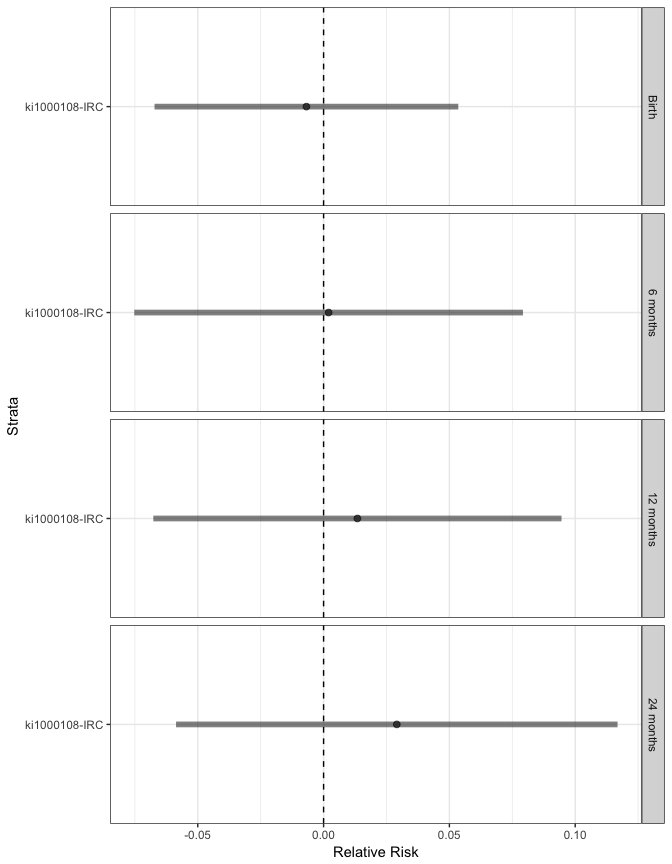 ki1000108-IRC
Birth
ki1000108-IRC
6 months
ki1000108-IRC
12 months
ki1000108-IRC
24 months
Strata
-0.05 0.00 0.05 0.10
Relative Risk